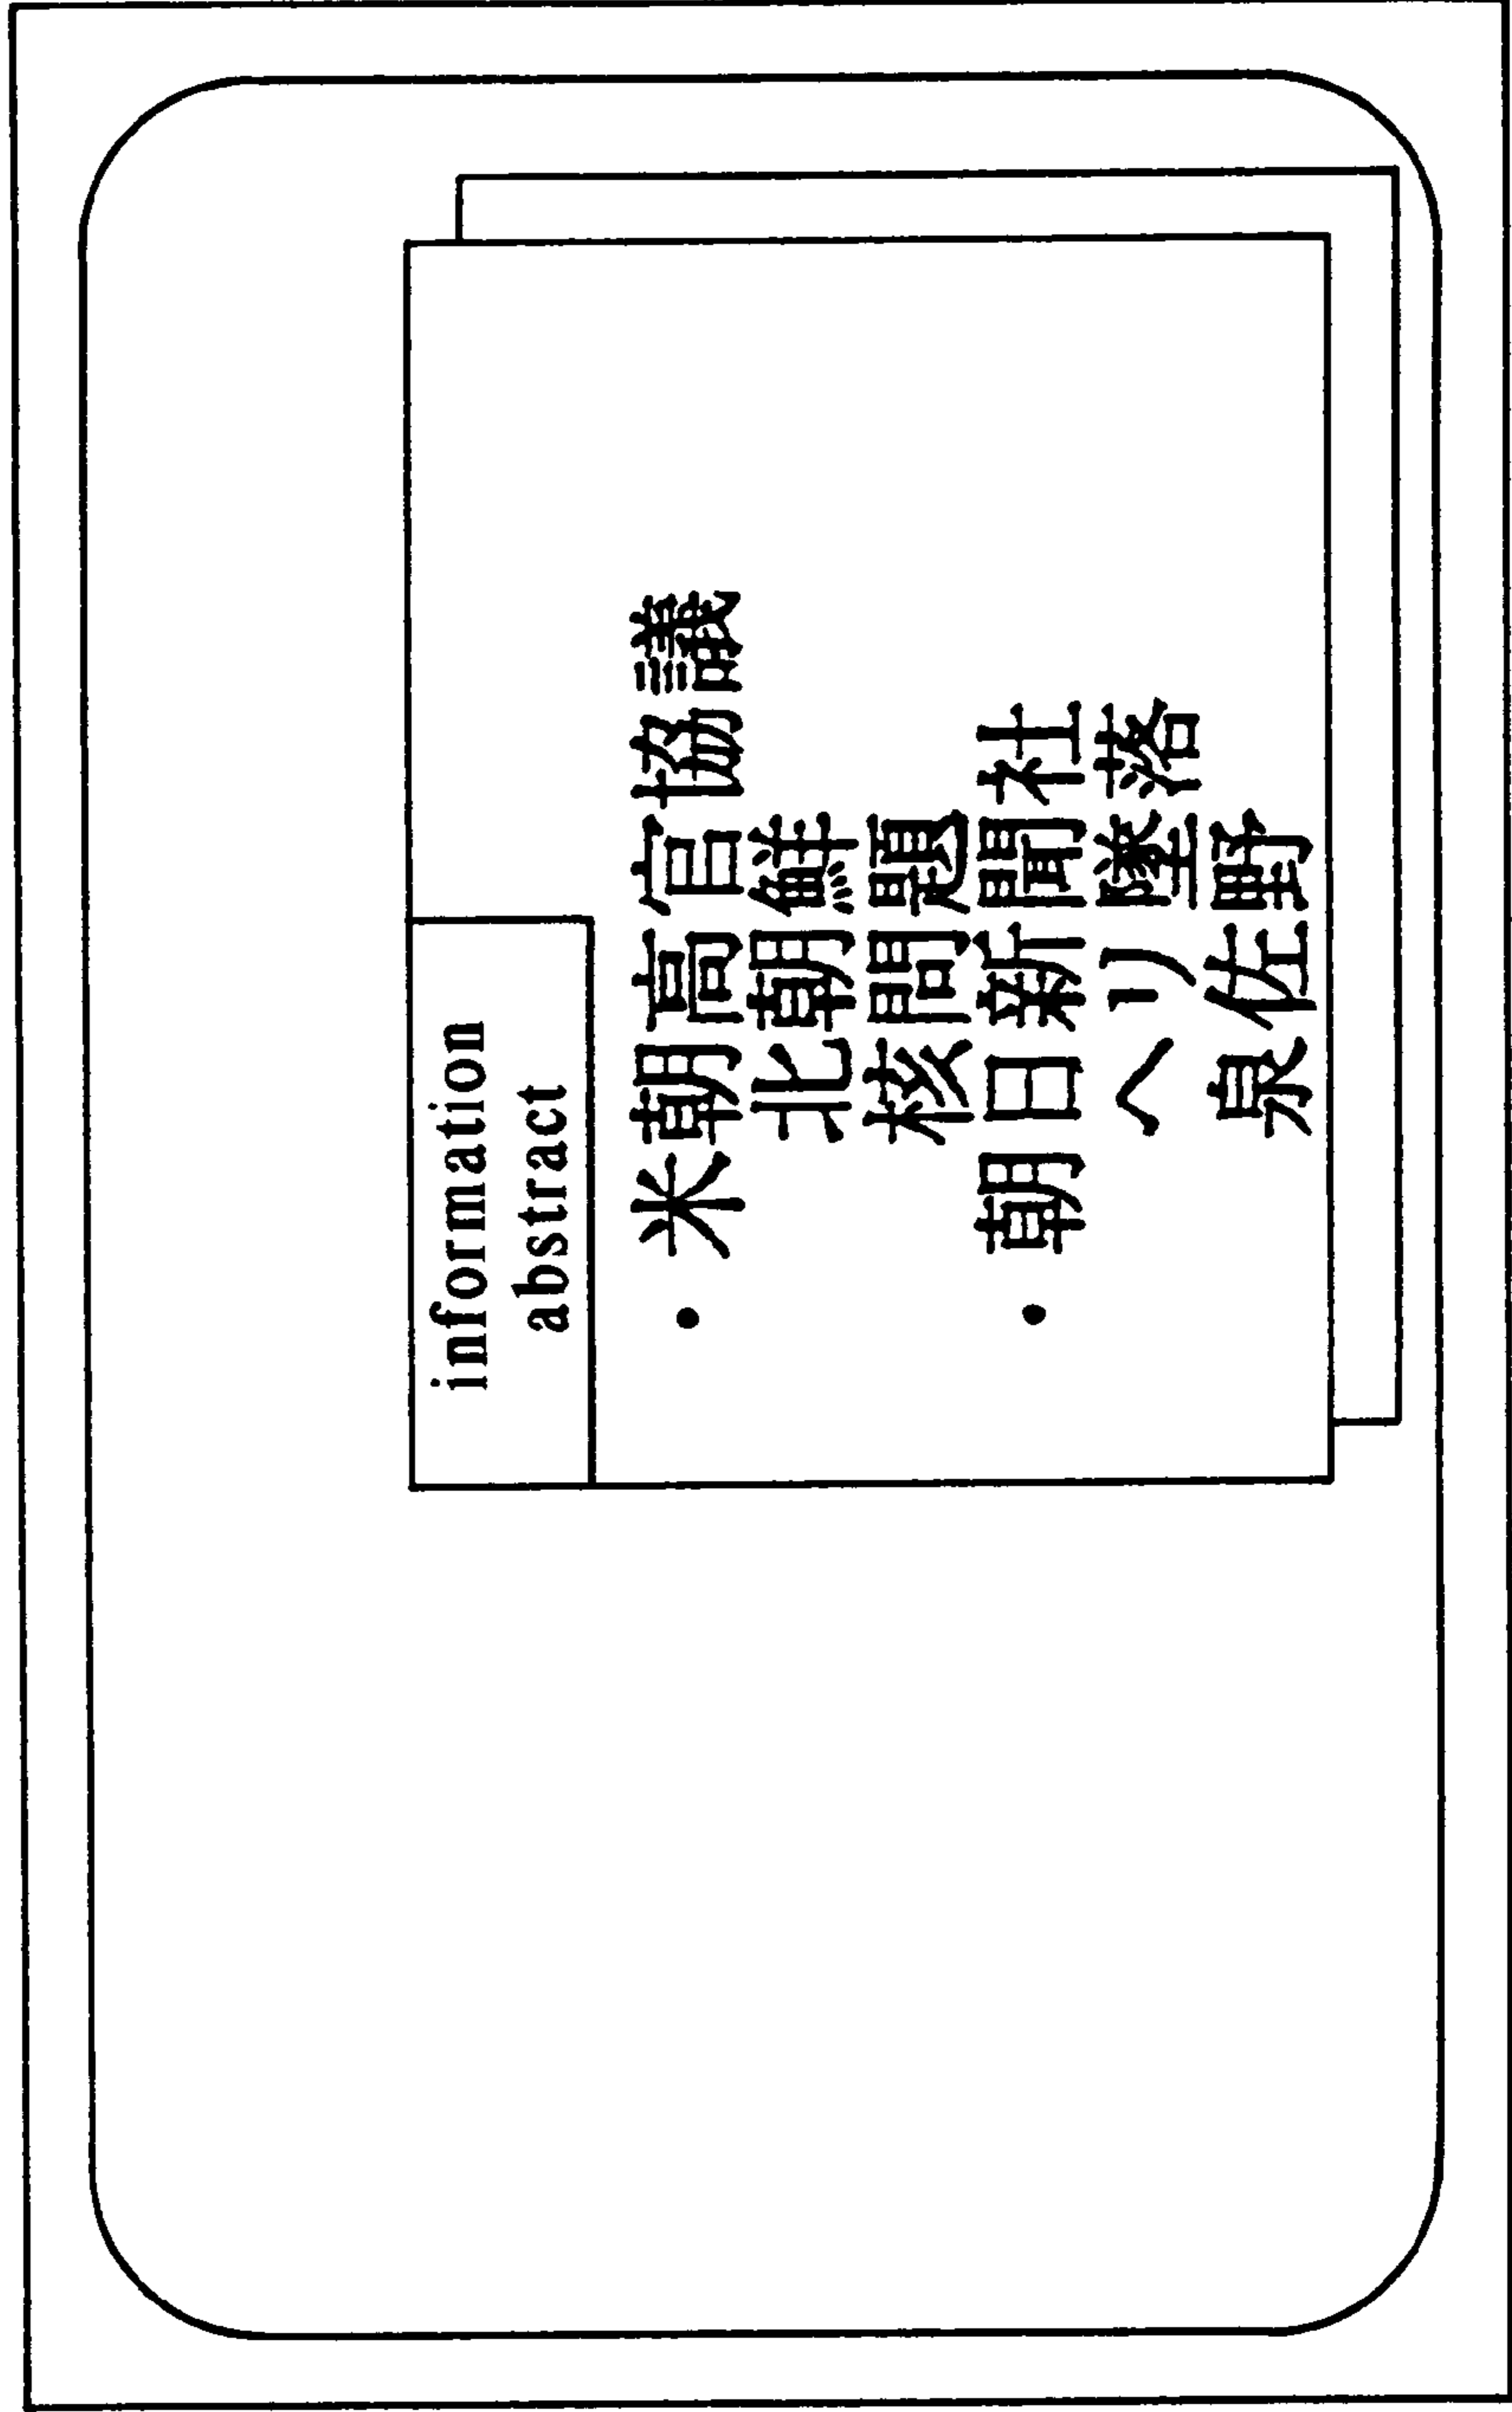 information
abstract
・米朝高官協議
北朝鮮
核問題
・朝日新聞社
ヘリ墜落
泉佐野